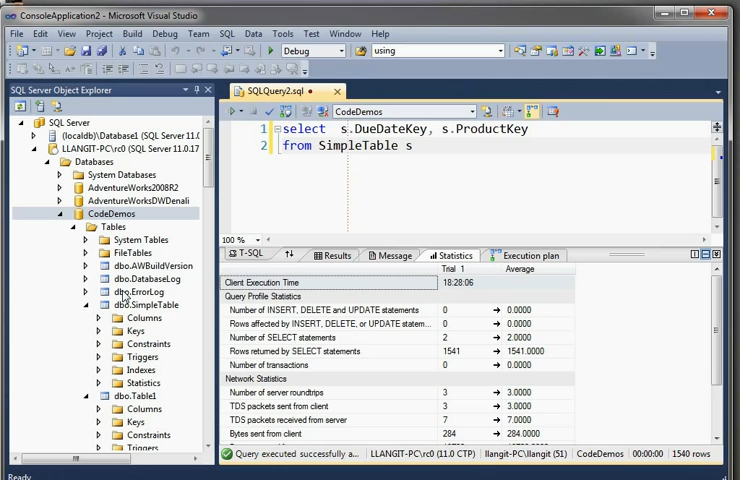 ConsoleApplication2 - Microsoft Visual Studio
File Edit View Project Build Debug Team SQL Data Tools Test Window Help
Debug using
SQL Server Object Explorer
SQL Server
(localdb)\Database1 (SQL Server 11.0
LLANGIT-PC\rc0 (SQL Server 11.0.17
Databases
System Databases
AdventureWorks2008R2
AdventureWorksDWDenali
CodeDemos
Tables
System Tables
FileTables
dbo.AWBuildVersion
dbo.DatabaseLog
dbo.ErrorLog
dbo.SimpleTable
Columns
Keys
Constraints
Triggers
Indexes
Statistics
dbo.Table1
Columns
Keys
Constraints
Triggers
SQLQuery2.sql
CodeDemos
1 select s.DueDateKey, s.ProductKey
2 from SimpleTable s
100 %
T-SQL Results Message Statistics Execution plan
Trial 1 Average
Client Execution Time 18:28:06
Query Profile Statistics
Number of INSERT, DELETE and UPDATE statements 0 0.0000
Rows affected by INSERT, DELETE, or UPDATE statem... 0 0.0000
Number of SELECT statements 2 2.0000
Rows returned by SELECT statements 1541 1541.0000
Number of transactions 0 0.0000
Network Statistics
Number of server roundtrips 3 3.0000
TDS packets sent from client 3 3.0000
TDS packets received from server 7 7.0000
Bytes sent from client 284 284.0000
Query executed successfully a... LLANGIT-PC\rc0 (11.0 CTP) llangit-pc\llangit (51) CodeDemos 00:00:00 1540 rows
Ready